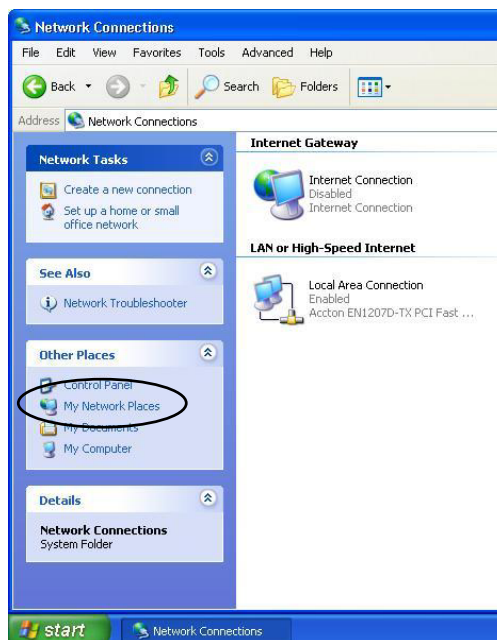 Network Connections
File Edit View Favorites Tools Advanced Help
Back Search Folders
Address Network Connections
Network Tasks
Create a new connection
Set up a home or small
office network
See Also
Network Troubleshooter
Other Places
Control Panel
My Network Places
My Documents
My Computer
Details
Network Connections
System Folder
Internet Gateway
Internet Connection
Disabled
Internet Connection
LAN or High-Speed Internet
Local Area Connection
Enabled
Accton EN1207D-TX PCI Fast ...
start Network Connections